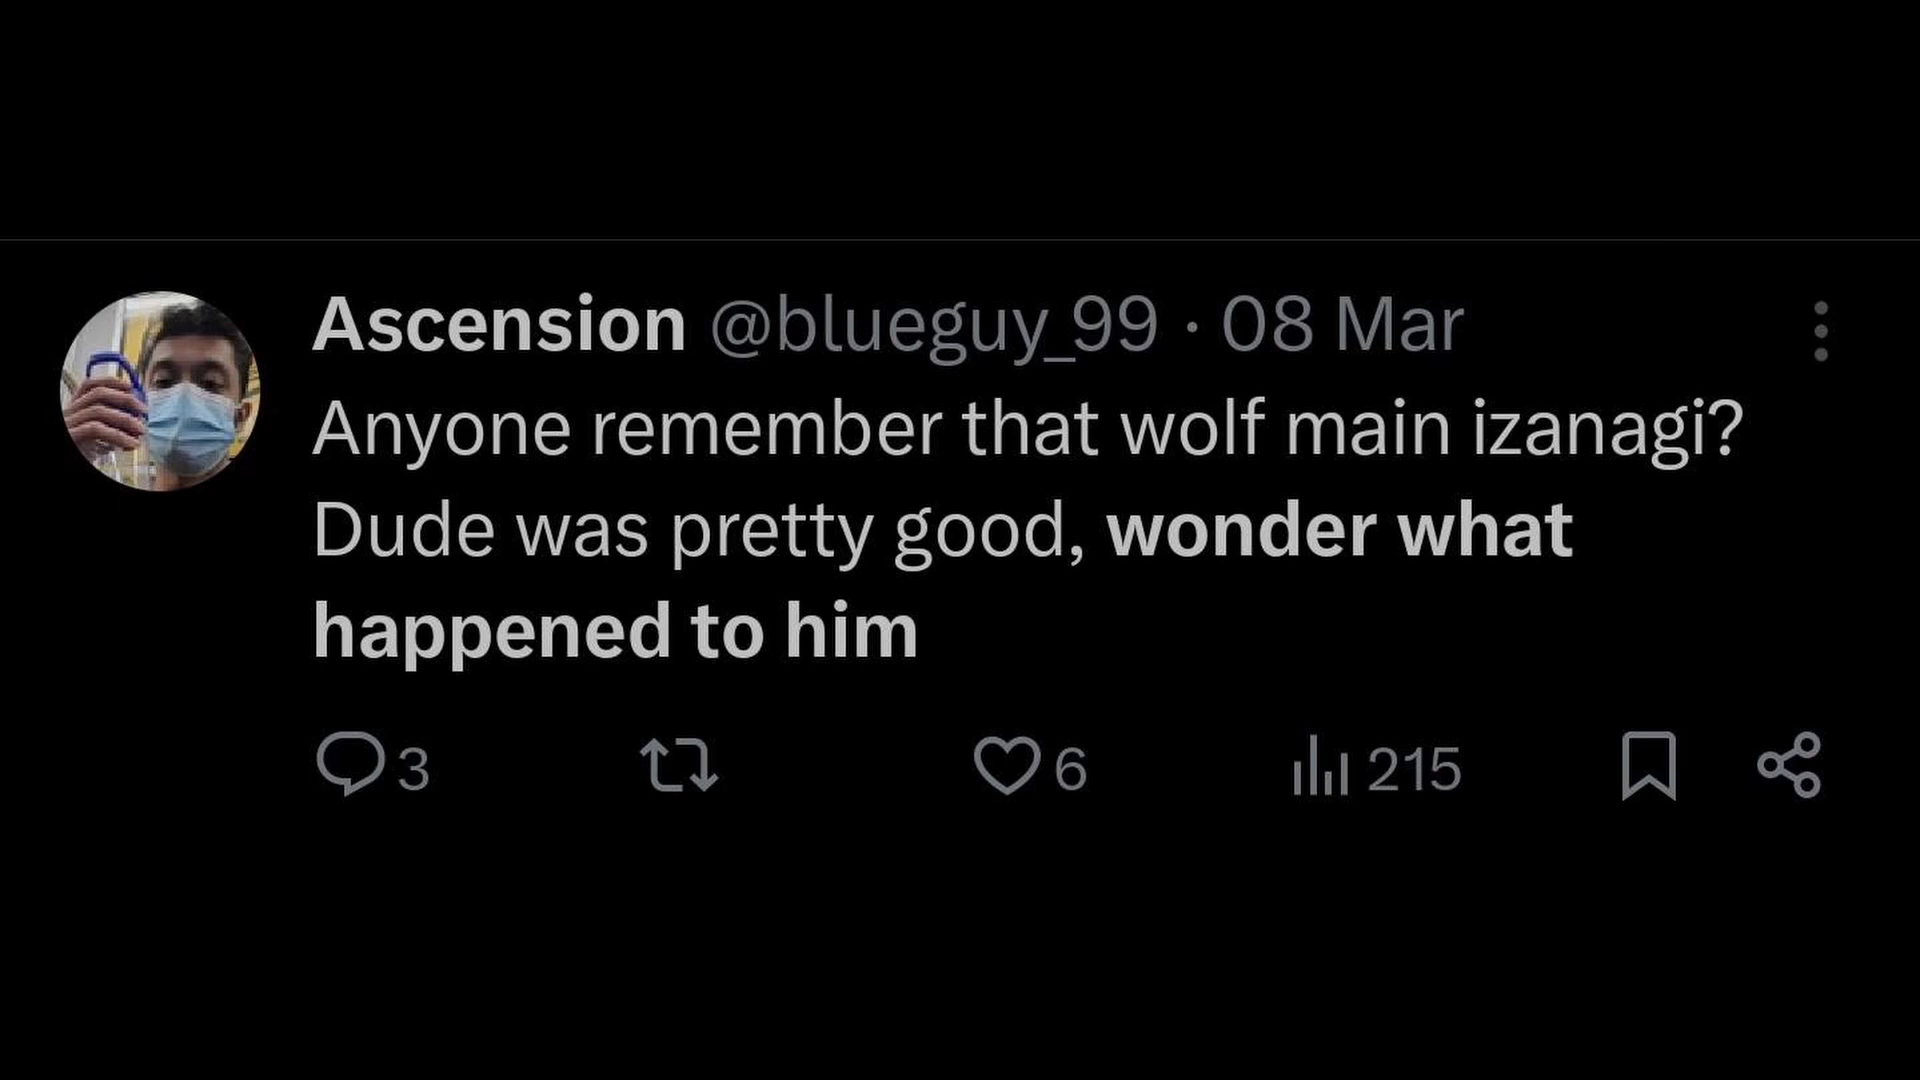 Ascension @blueguy_99 · 08 Mar
Anyone remember that wolf main izanagi?
Dude was pretty good, wonder what
happened to him
3 6 215